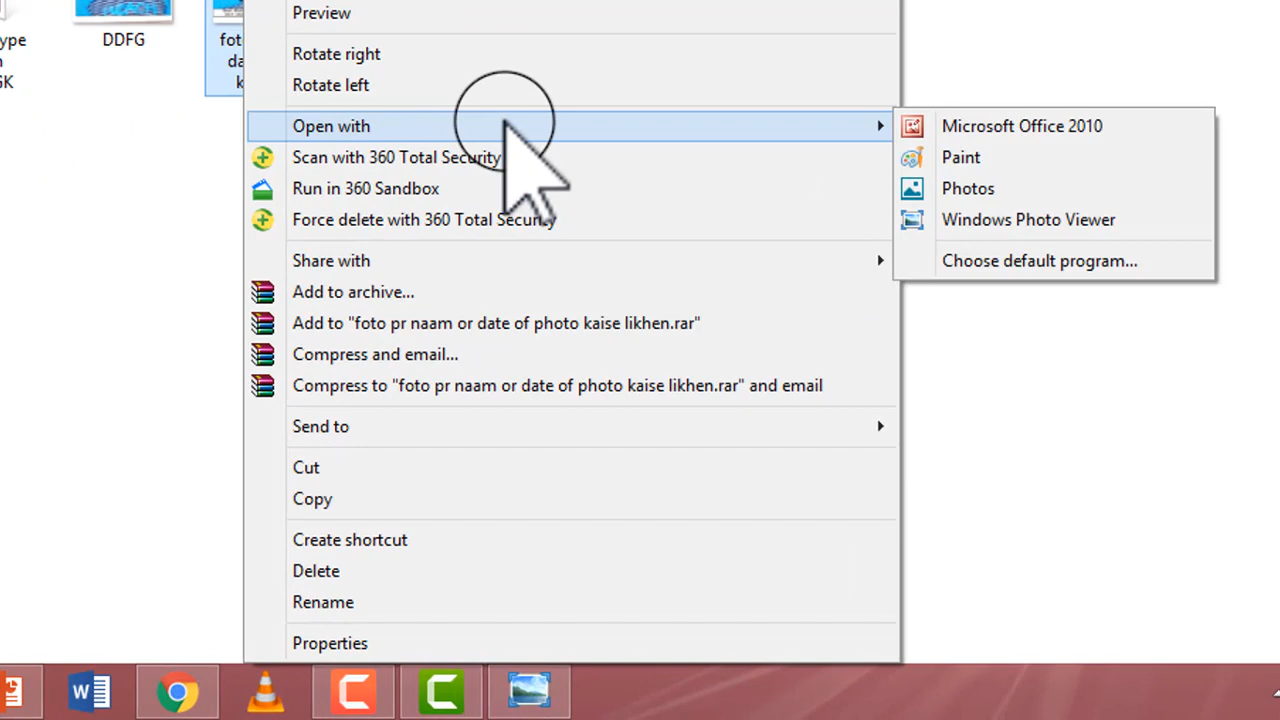 ype
n
GK
DDFG
fot
da
k
Preview
Rotate right
Rotate left
Open with
Scan with 360 Total Security
Run in 360 Sandbox
Force delete with 360 Total Security
Share with
Add to archive...
Add to "foto pr naam or date of photo kaise likhen.rar"
Compress and email...
Compress to "foto pr naam or date of photo kaise likhen.rar" and email
Send to
Cut
Copy
Create shortcut
Delete
Rename
Properties
Microsoft Office 2010
Paint
Photos
Windows Photo Viewer
Choose default program...